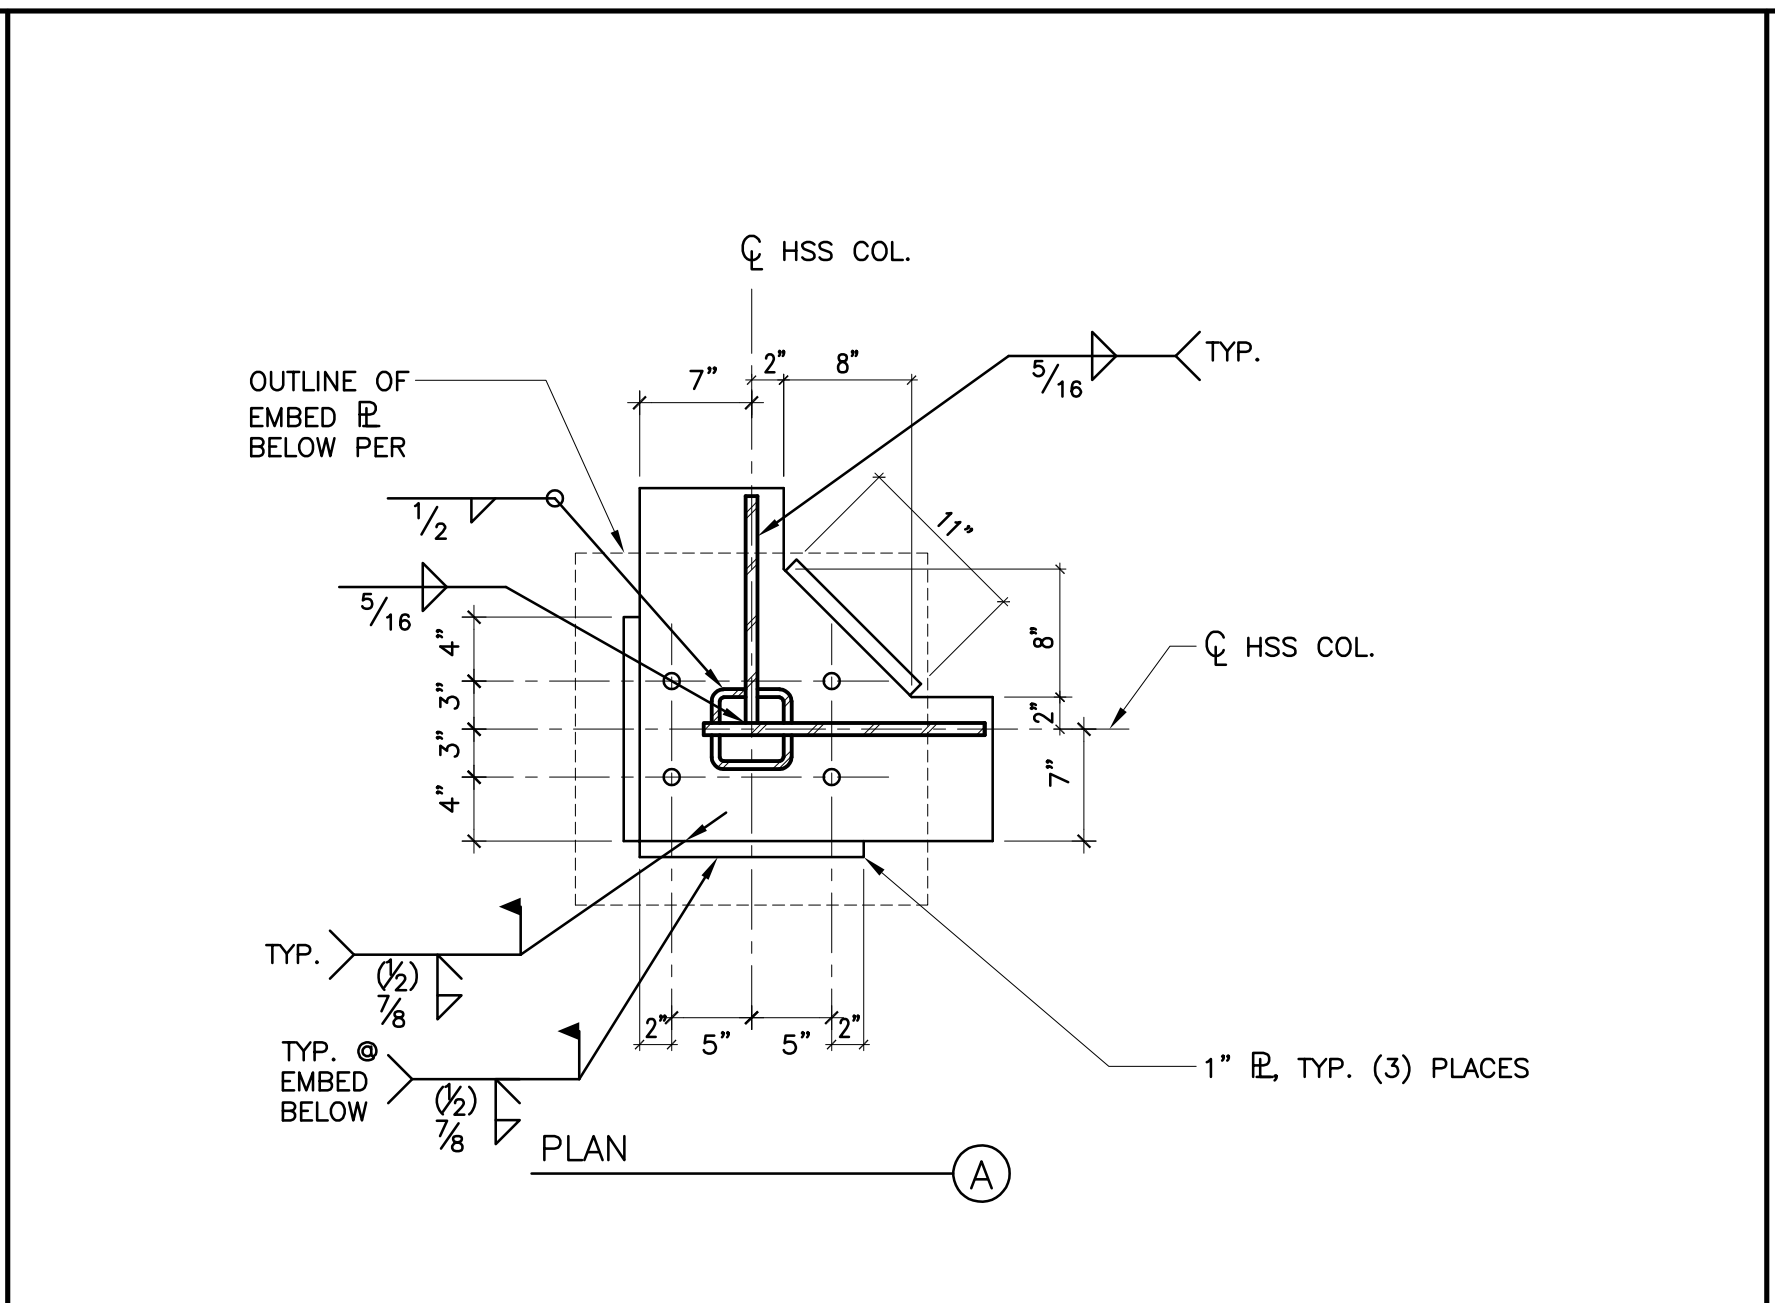 ℄ HSS COL.
OUTLINE OF
EMBED ⅊
BELOW PER
7"
2"
8"
5/16
TYP.
1/2
11"
5/16
4"
3"
3"
4"
8"
2"
7"
℄ HSS COL.
TYP.
(1/2)
7/8
TYP. @
EMBED
BELOW
(1/2)
7/8
2"
5"
5"
2"
1" ⅊, TYP. (3) PLACES
PLAN
A